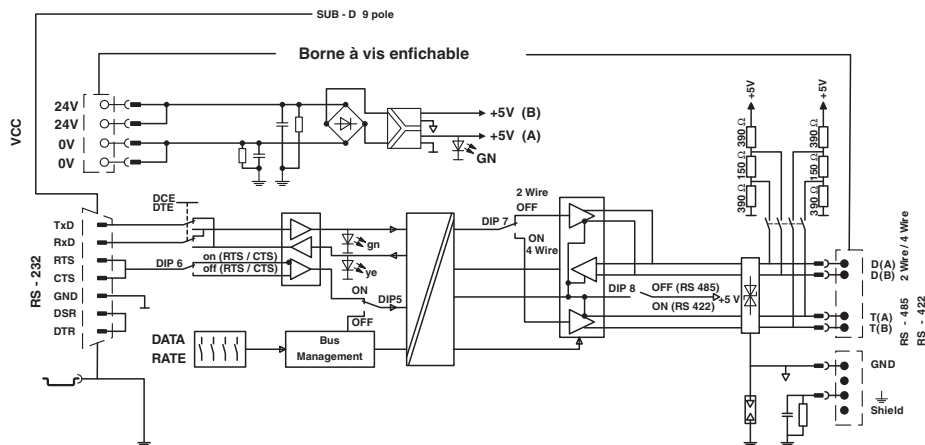 SUB - D 9 pole
Borne à vis enfichable
VCC
24V
24V
0V
0V
+5V (B)
+5V (A)
GN
+5V
+5V
390 Ω
150 Ω
390 Ω
390 Ω
150 Ω
390 Ω
RS - 232
TxD
RxD
RTS
CTS
GND
DSR
DTR
DCE
DTE
DIP 6
on (RTS / CTS)
off (RTS / CTS)
gn
ye
ON
DIP5
OFF
DATA
RATE
Bus
Management
2 Wire
DIP 7
OFF
ON
4 Wire
DIP 8
OFF (RS 485)
ON (RS 422)
+5 V
D(A)
D(B)
T(A)
T(B)
2 Wire / 4 Wire
RS - 485
RS - 422
GND
Shield